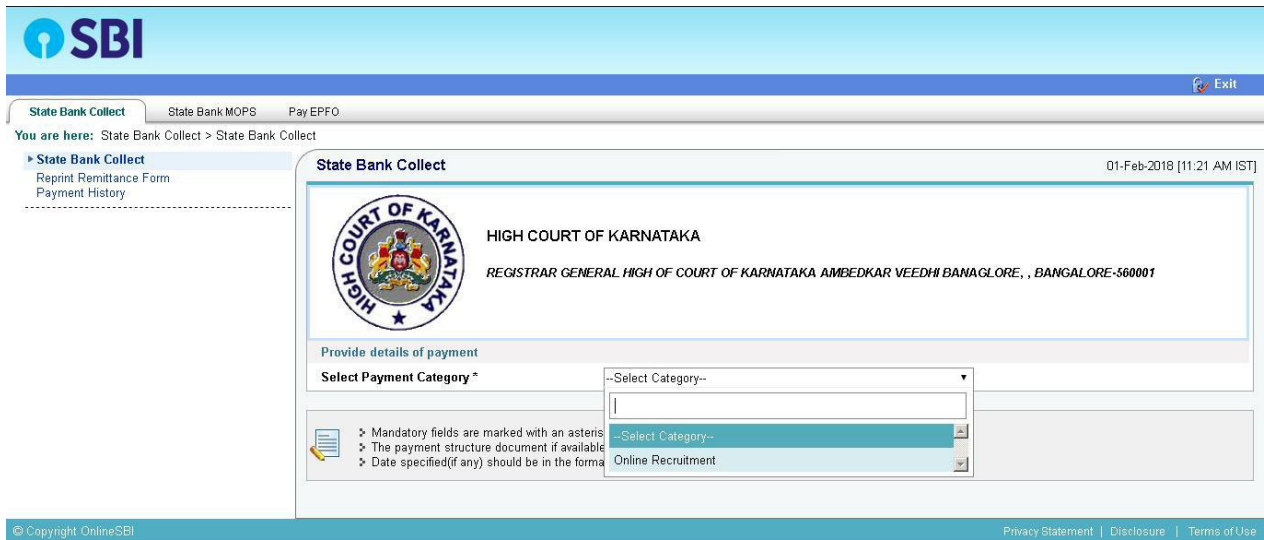 SBI
Exit
State Bank Collect State Bank MOPS Pay EPFO
You are here: State Bank Collect > State Bank Collect
State Bank Collect
Reprint Remittance Form
Payment History
State Bank Collect 01-Feb-2018 [11:21 AM IST]
HIGH COURT OF KARNATAKA
HIGH COURT OF KARNATAKA
REGISTRAR GENERAL HIGH OF COURT OF KARNATAKA AMBEDKAR VEEDHI BANAGLORE, , BANGALORE-560001
Provide details of payment
Select Payment Category * --Select Category--
--Select Category--
Online Recruitment
Mandatory fields are marked with an asteris
The payment structure document if available
Date specified(if any) should be in the forma
© Copyright OnlineSBI Privacy Statement | Disclosure | Terms of Use